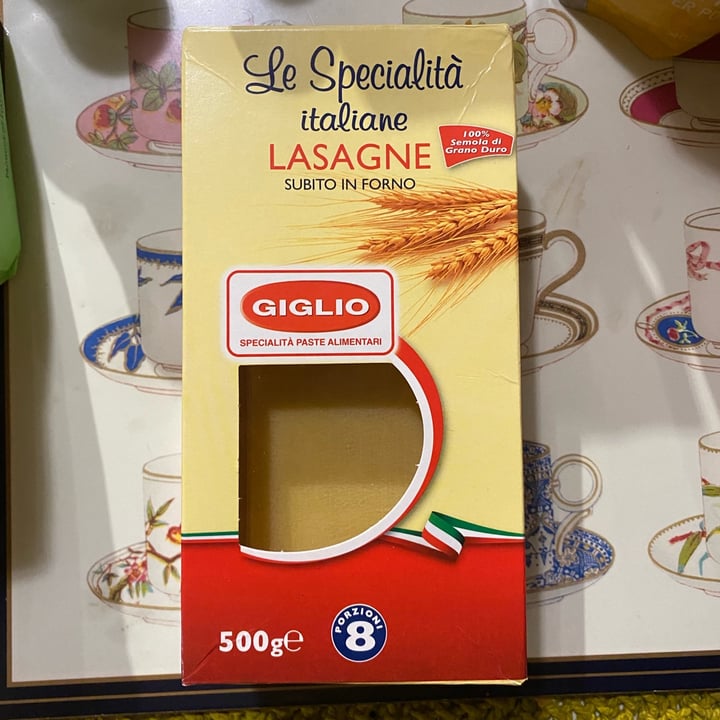 Le Specialità
italiane
LASAGNE
SUBITO IN FORNO
100%
Semola di
Grano Duro
GIGLIO
SPECIALITÀ PASTE ALIMENTARI
500g℮
PORZIONI
8